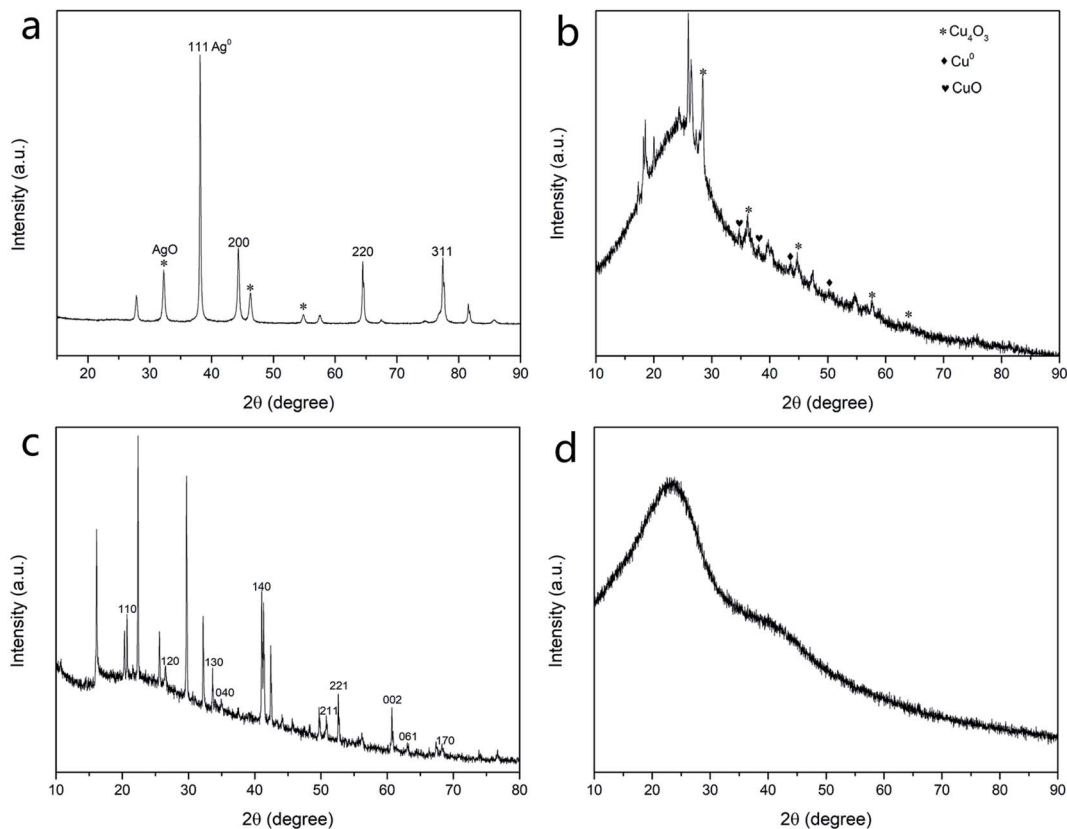 a
111 Ag⁰
AgO
*
200
*
*
220
311
Intensity (a.u.)
20 30 40 50 60 70 80 90
2θ (degree)
b
* Cu₄O₃
♦ Cu⁰
♥ CuO
*
♥ * ♥
♦ *
♦
*
*
Intensity (a.u.)
10 20 30 40 50 60 70 80 90
2θ (degree)
c
110
120
130
040
140
211
221
002
061
170
Intensity (a.u.)
10 20 30 40 50 60 70 80
2θ (degree)
d
Intensity (a.u.)
10 20 30 40 50 60 70 80 90
2θ (degree)